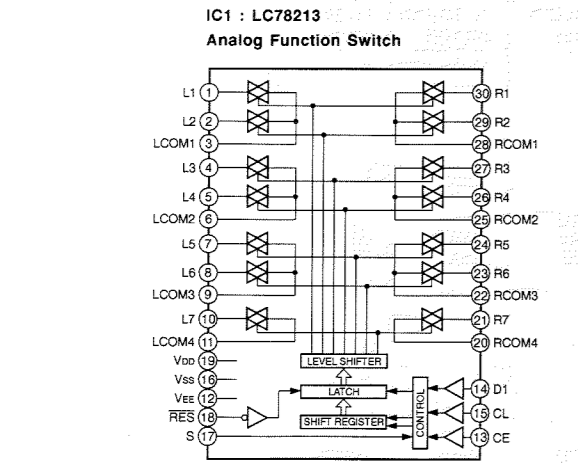 IC1 : LC78213
Analog Function Switch
L1 1 30 R1
L2 2 29 R2
LCOM1 3 28 RCOM1
L3 4 27 R3
L4 5 26 R4
LCOM2 6 25 RCOM2
L5 7 24 R5
L6 8 23 R6
LCOM3 9 22 RCOM3
L7 10 21 R7
LCOM4 11 20 RCOM4
VDD 19 LEVEL SHIFTER
VSS 16 LATCH 14 D1
VEE 12 CONTROL
RES 18 SHIFT REGISTER 15 CL
S 17 13 CE